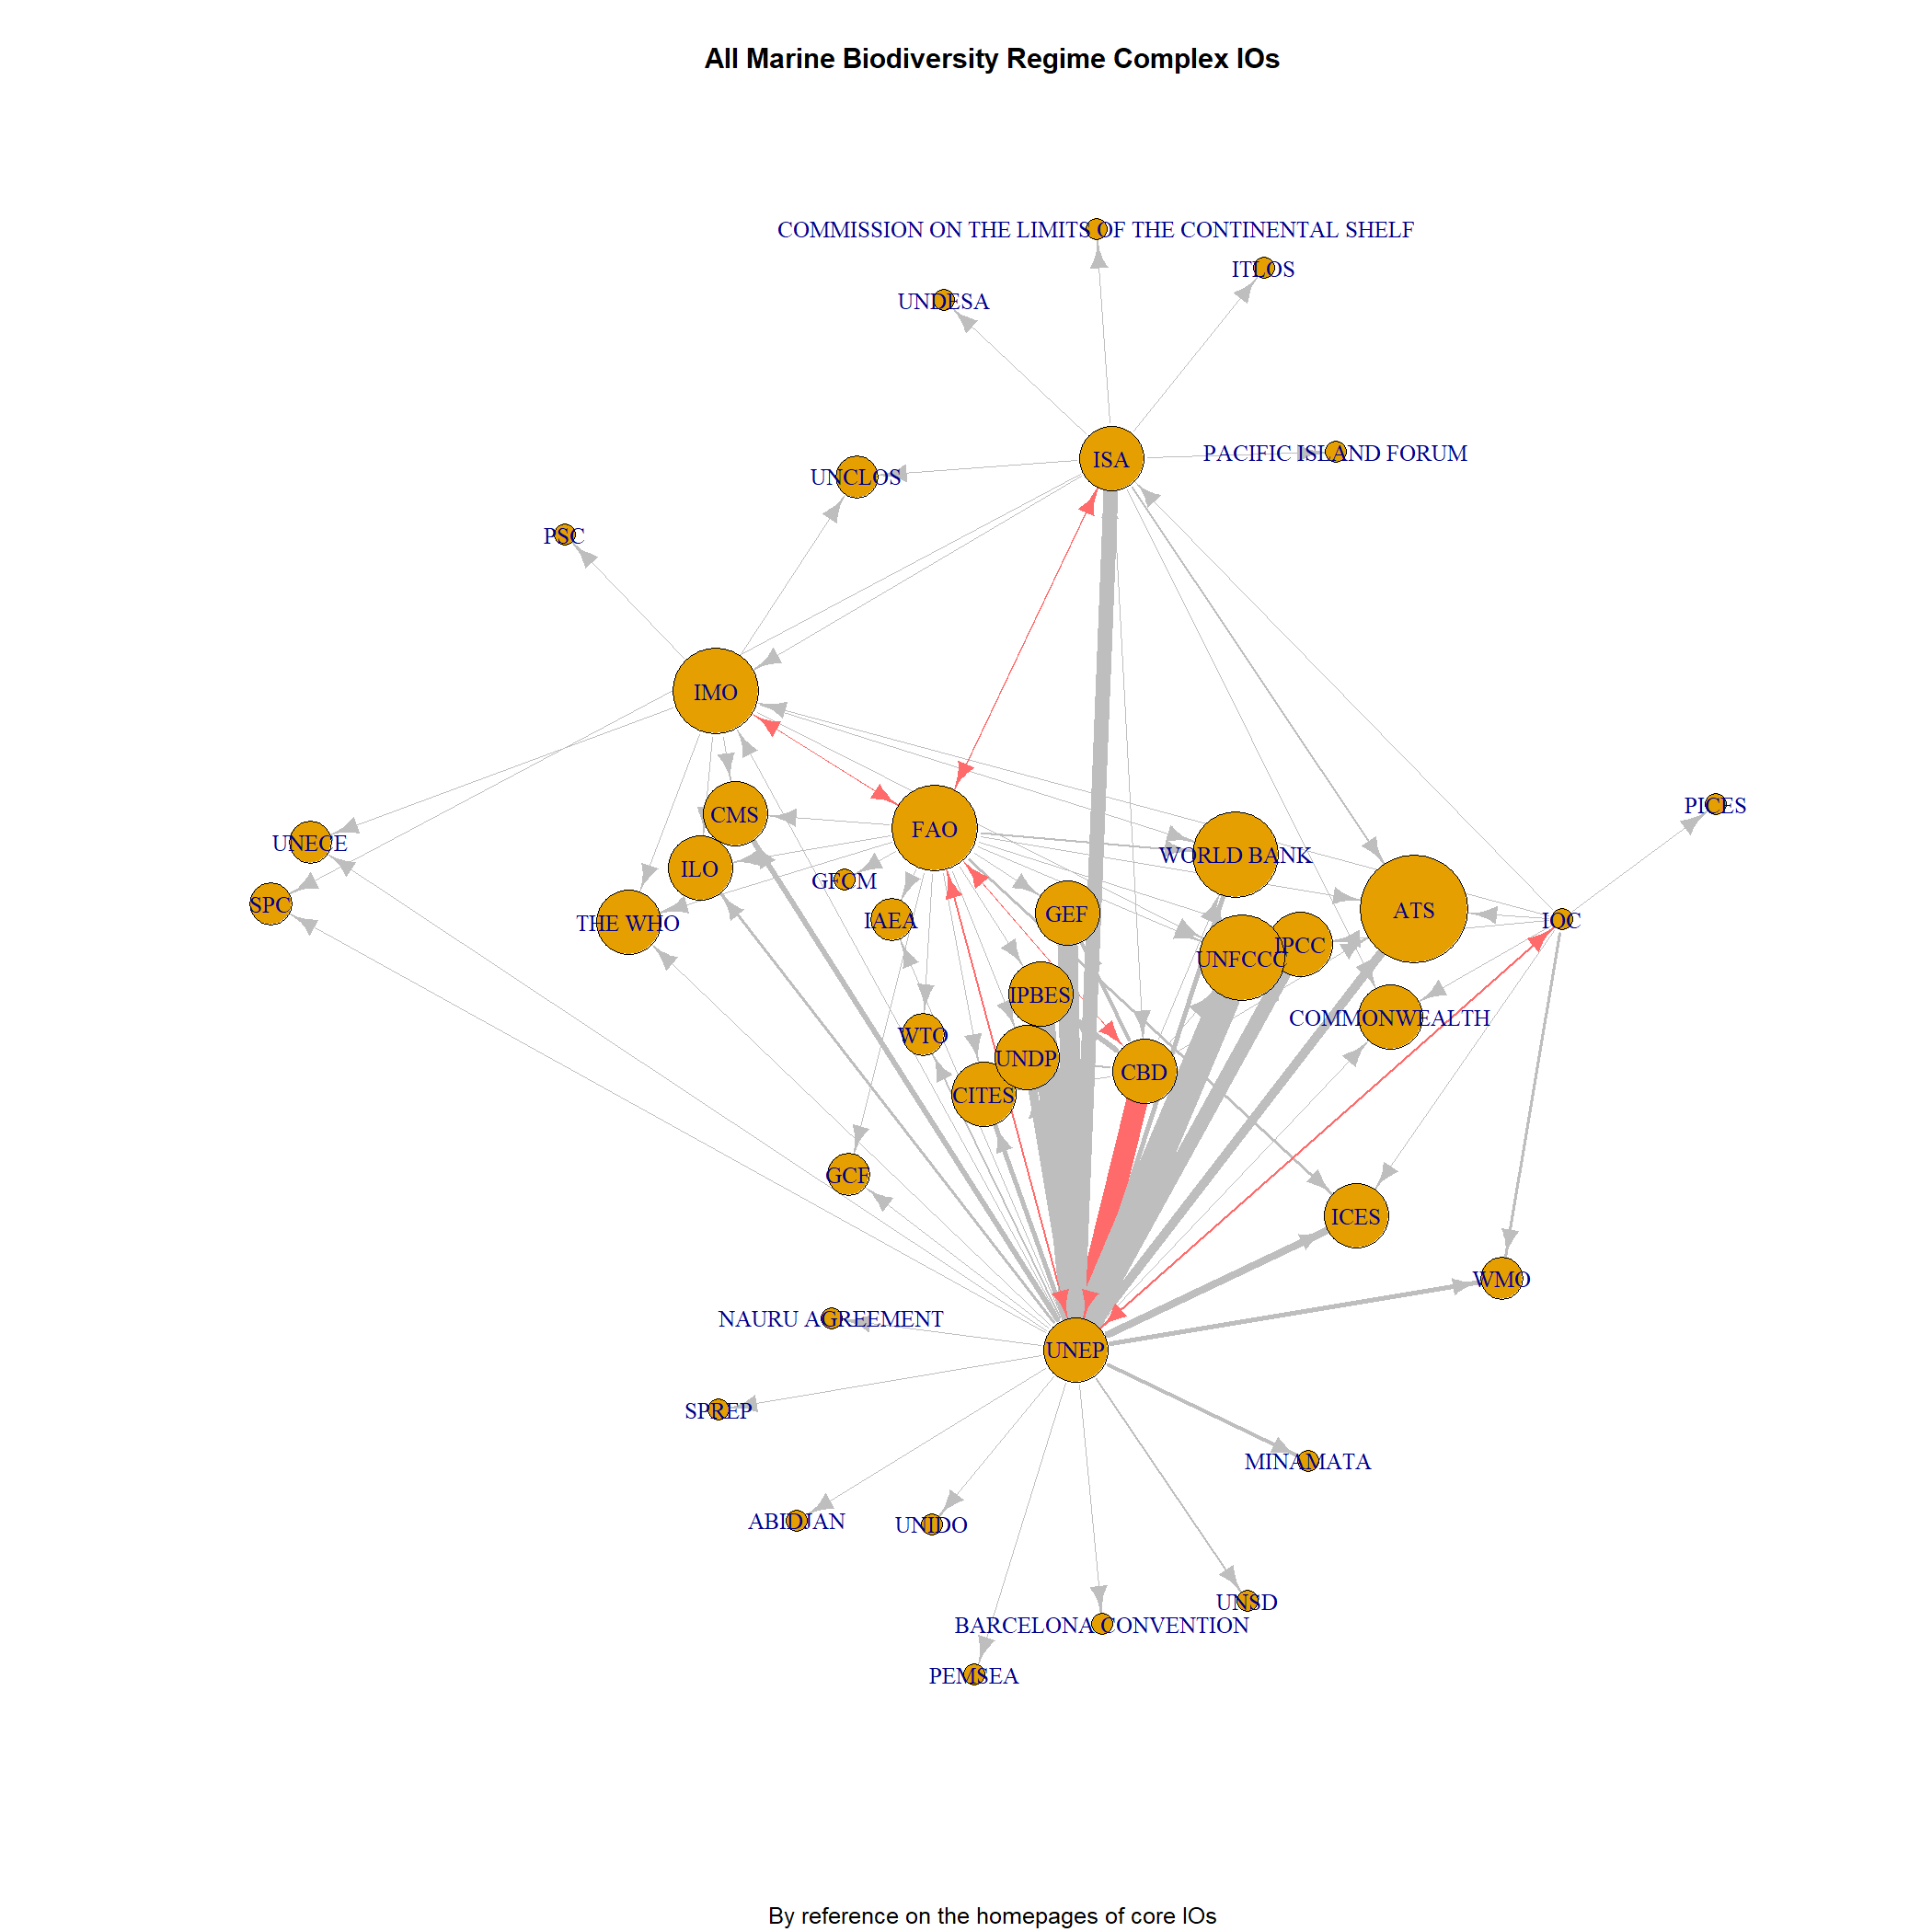 All Marine Biodiversity Regime Complex IOs
COMMISSION ON THE LIMITS OF THE CONTINENTAL SHELF
ITLOS
UNDESA
ISA
PACIFIC ISLAND FORUM
UNCLOS
PSC
IMO
PICES
CMS
FAO
UNECE
WORLD BANK
ILO
GFCM
SPC
THE WHO
IAEA
GEF
ATS
IOC
IPCC
UNFCCC
IPBES
COMMONWEALTH
WTO
UNDP
CBD
CITES
GCF
ICES
WMO
NAURU AGREEMENT
UNEP
SPREP
MINAMATA
ABIDJAN
UNIDO
UNSD
BARCELONA CONVENTION
PEMSEA
By reference on the homepages of core IOs